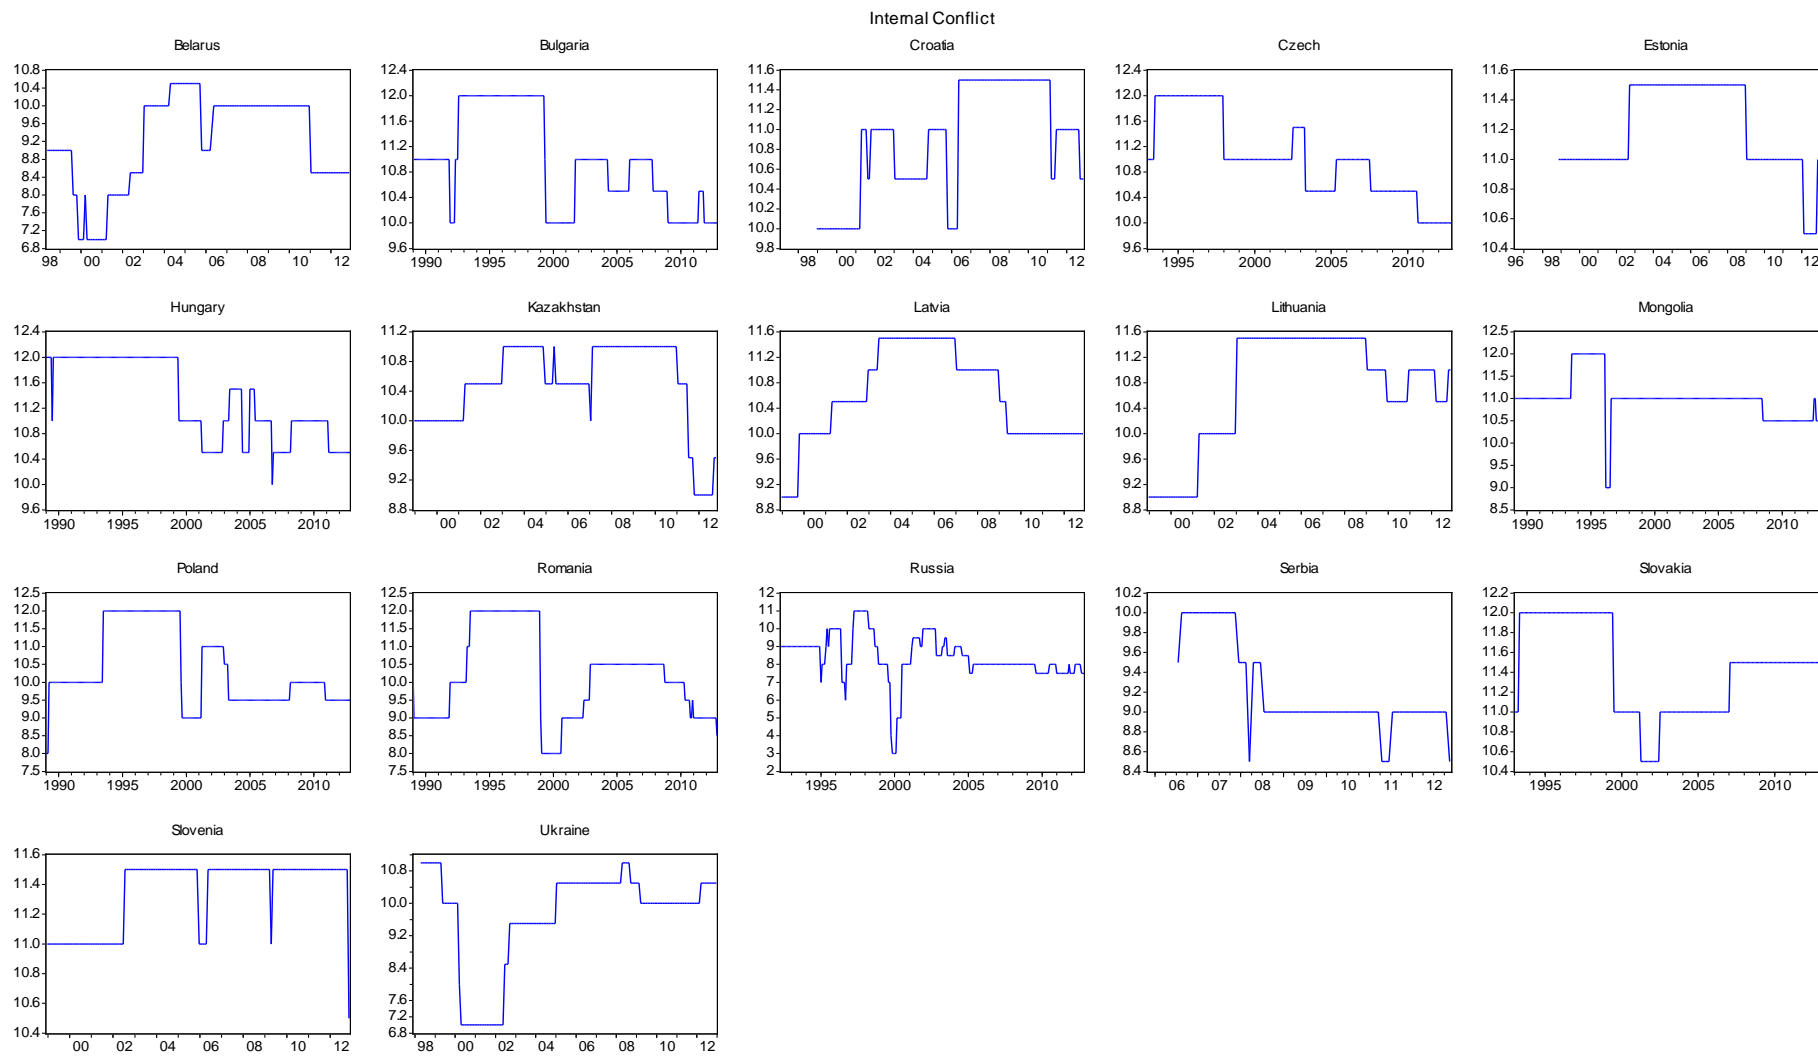 Internal Conflict
Belarus Bulgaria Croatia Czech Estonia
10.8 12.4 11.6 12.4 11.6
10.4 12.0 11.4 12.0 11.4
10.0 11.6 11.2 11.6 11.2
9.6 11.2 11.0 11.2 11.0
9.2 10.8 10.8 10.8 10.8
8.8 10.4 10.6 10.4 10.6
8.4 10.0 10.4 10.0 10.4
8.0 9.6 10.2 9.6
7.6 10.0
7.2 9.8
6.8
98 00 02 04 06 08 10 12 1990 1995 2000 2005 2010 98 00 02 04 06 08 10 12 1995 2000 2005 2010 96 98 00 02 04 06 08 10 12
Hungary Kazakhstan Latvia Lithuania Mongolia
12.4 11.2 11.6 11.6 12.5
12.0 10.8 11.2 11.2 12.0
11.6 10.4 10.8 10.8 11.5
11.2 10.0 10.4 10.4 11.0
10.8 9.6 10.0 10.0 10.5
10.4 9.2 9.6 9.6 10.0
10.0 8.8 9.2 9.2 9.5
9.6 8.8 8.8 9.0
8.5
1990 1995 2000 2005 2010 00 02 04 06 08 10 12 00 02 04 06 08 10 12 00 02 04 06 08 10 12 1990 1995 2000 2005 2010
Poland Romania Russia Serbia Slovakia
12.5 12.5 12 10.2 12.2
12.0 12.0 11 10.0 12.0
11.5 11.5 10 9.8 11.8
11.0 11.0 9 9.6 11.6
10.5 10.5 8 9.4 11.4
10.0 10.0 7 9.2 11.2
9.5 9.5 6 9.0 11.0
9.0 9.0 5 8.8 10.8
8.5 8.5 4 8.6 10.6
8.0 8.0 3 8.4 10.4
7.5 7.5 2
1990 1995 2000 2005 2010 1990 1995 2000 2005 2010 1995 2000 2005 2010 06 07 08 09 10 11 12 1995 2000 2005 2010
Slovenia Ukraine
11.6 10.8
11.4 10.0
11.2 9.2
11.0 8.4
10.8 7.6
10.6 7.2
10.4 6.8
00 02 04 06 08 10 12 98 00 02 04 06 08 10 12